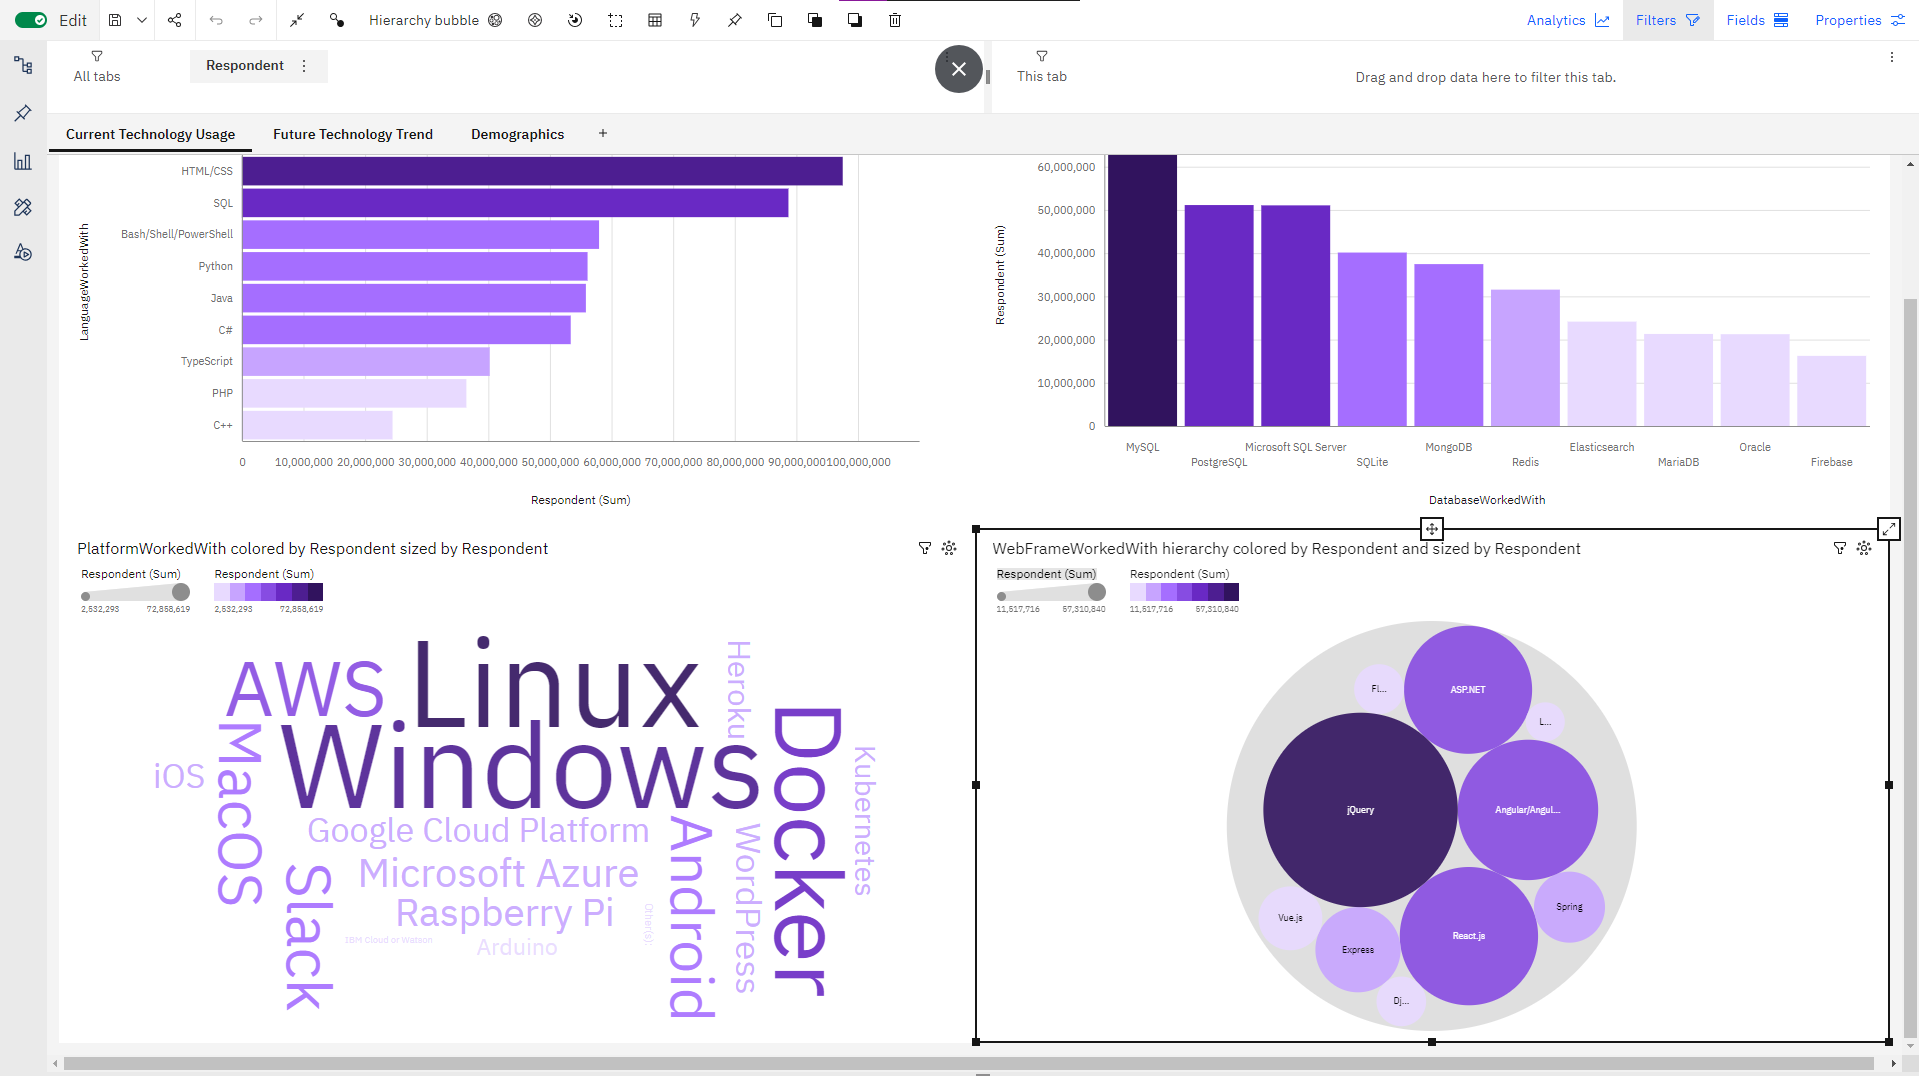 Edit
Hierarchy bubble
Analytics
Filters
Fields
Properties
All tabs
Respondent
This tab
Drag and drop data here to filter this tab.
Current Technology Usage
Future Technology Trend
Demographics
+
LanguageWorkedWith
HTML/CSS
SQL
Bash/Shell/PowerShell
Python
Java
C#
TypeScript
PHP
C++
0 10,000,000 20,000,000 30,000,000 40,000,000 50,000,000 60,000,000 70,000,000 80,000,000 90,000,000 100,000,000
Respondent (Sum)
Respondent (Sum)
60,000,000
50,000,000
40,000,000
30,000,000
20,000,000
10,000,000
0
MySQL
PostgreSQL
Microsoft SQL Server
SQLite
MongoDB
Redis
Elasticsearch
MariaDB
Oracle
Firebase
DatabaseWorkedWith
PlatformWorkedWith colored by Respondent sized by Respondent
Respondent (Sum)
2,532,293 72,858,619
Respondent (Sum)
2,532,293 72,858,619
Linux
AWS
Windows
Heroku
Docker
Kubernetes
iOS
MacOS
Google Cloud Platform
Microsoft Azure
Raspberry Pi
Slack
Android
WordPress
Other(s):
IBM Cloud or Watson
Arduino
WebFrameWorkedWith hierarchy colored by Respondent and sized by Respondent
Respondent (Sum)
11,517,716 57,310,840
Respondent (Sum)
11,517,716 57,310,840
Fl...
ASP.NET
L...
jQuery
Angular/Angul...
Vue.js
Express
React.js
Spring
Dj...